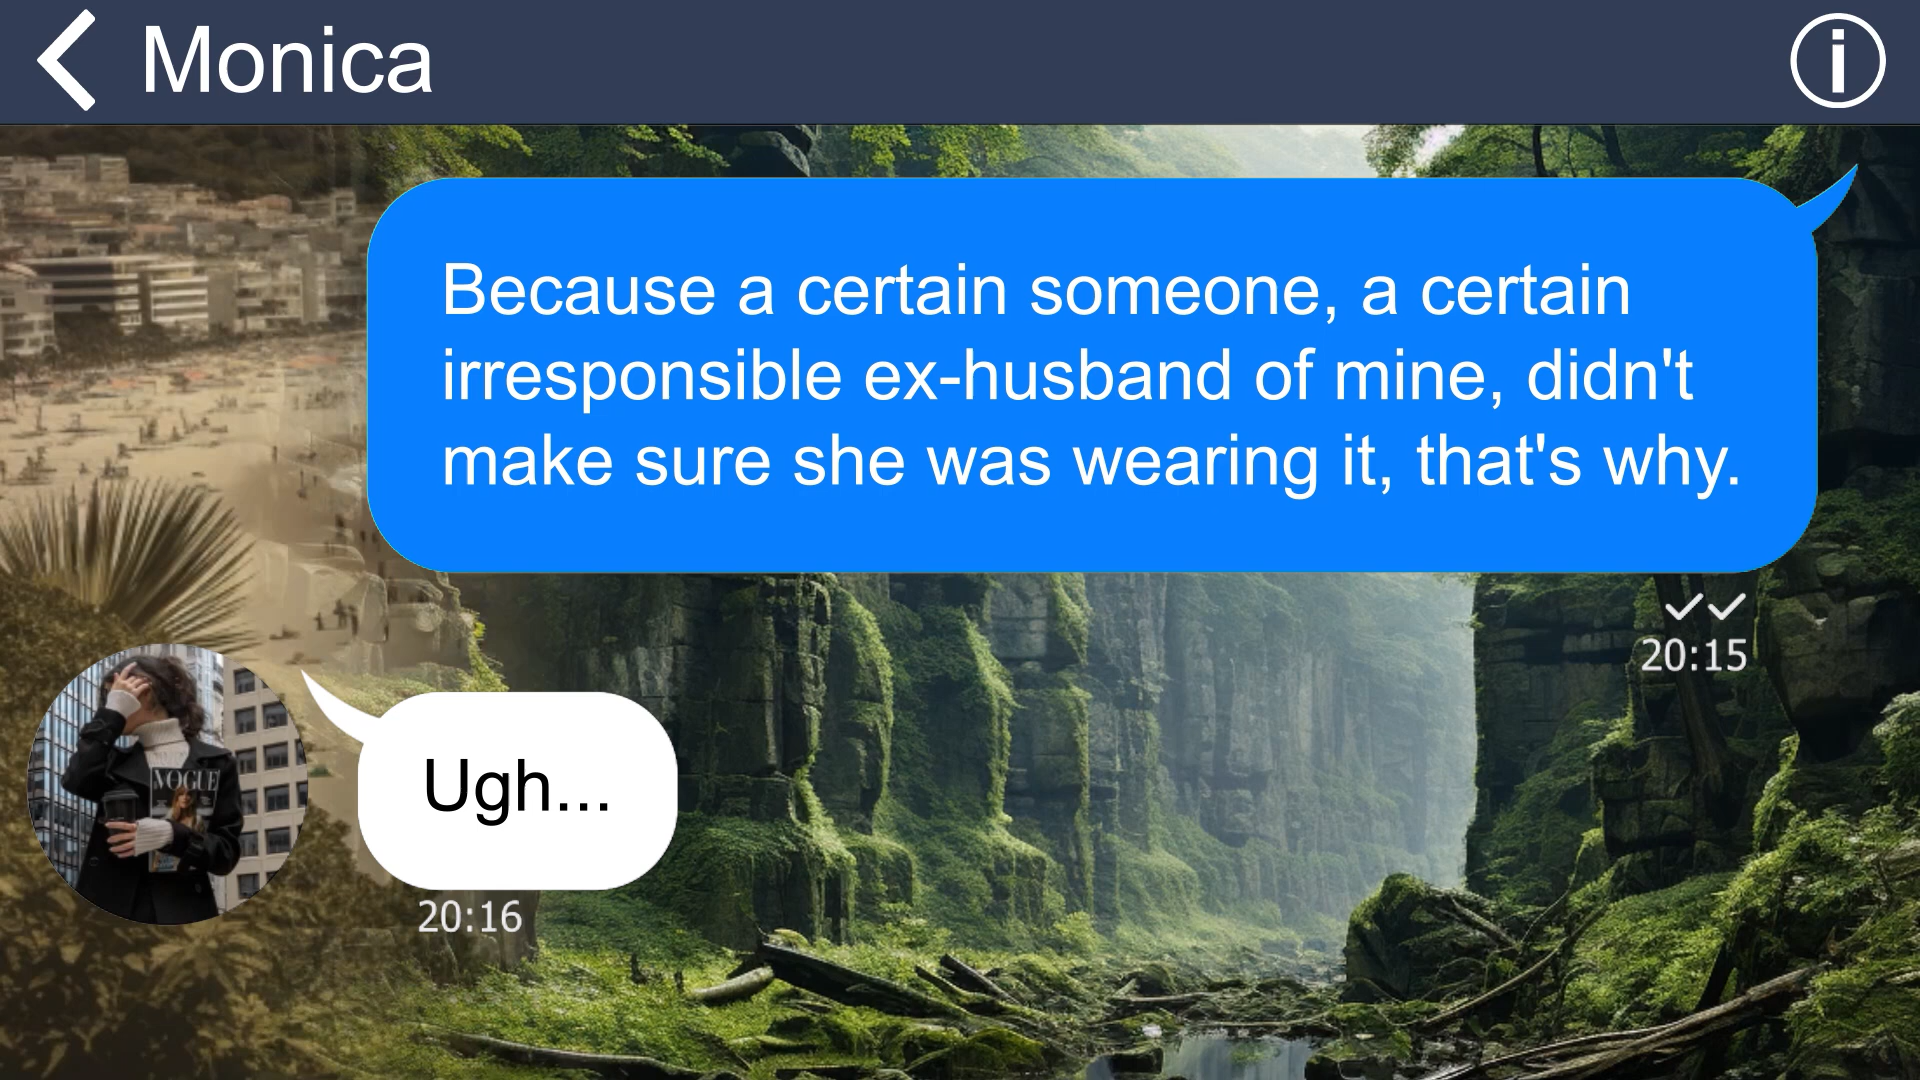 Monica
Because a certain someone, a certain
irresponsible ex-husband of mine, didn't
make sure she was wearing it, that's why.
20:15
VOGUE
Ugh...
20:16